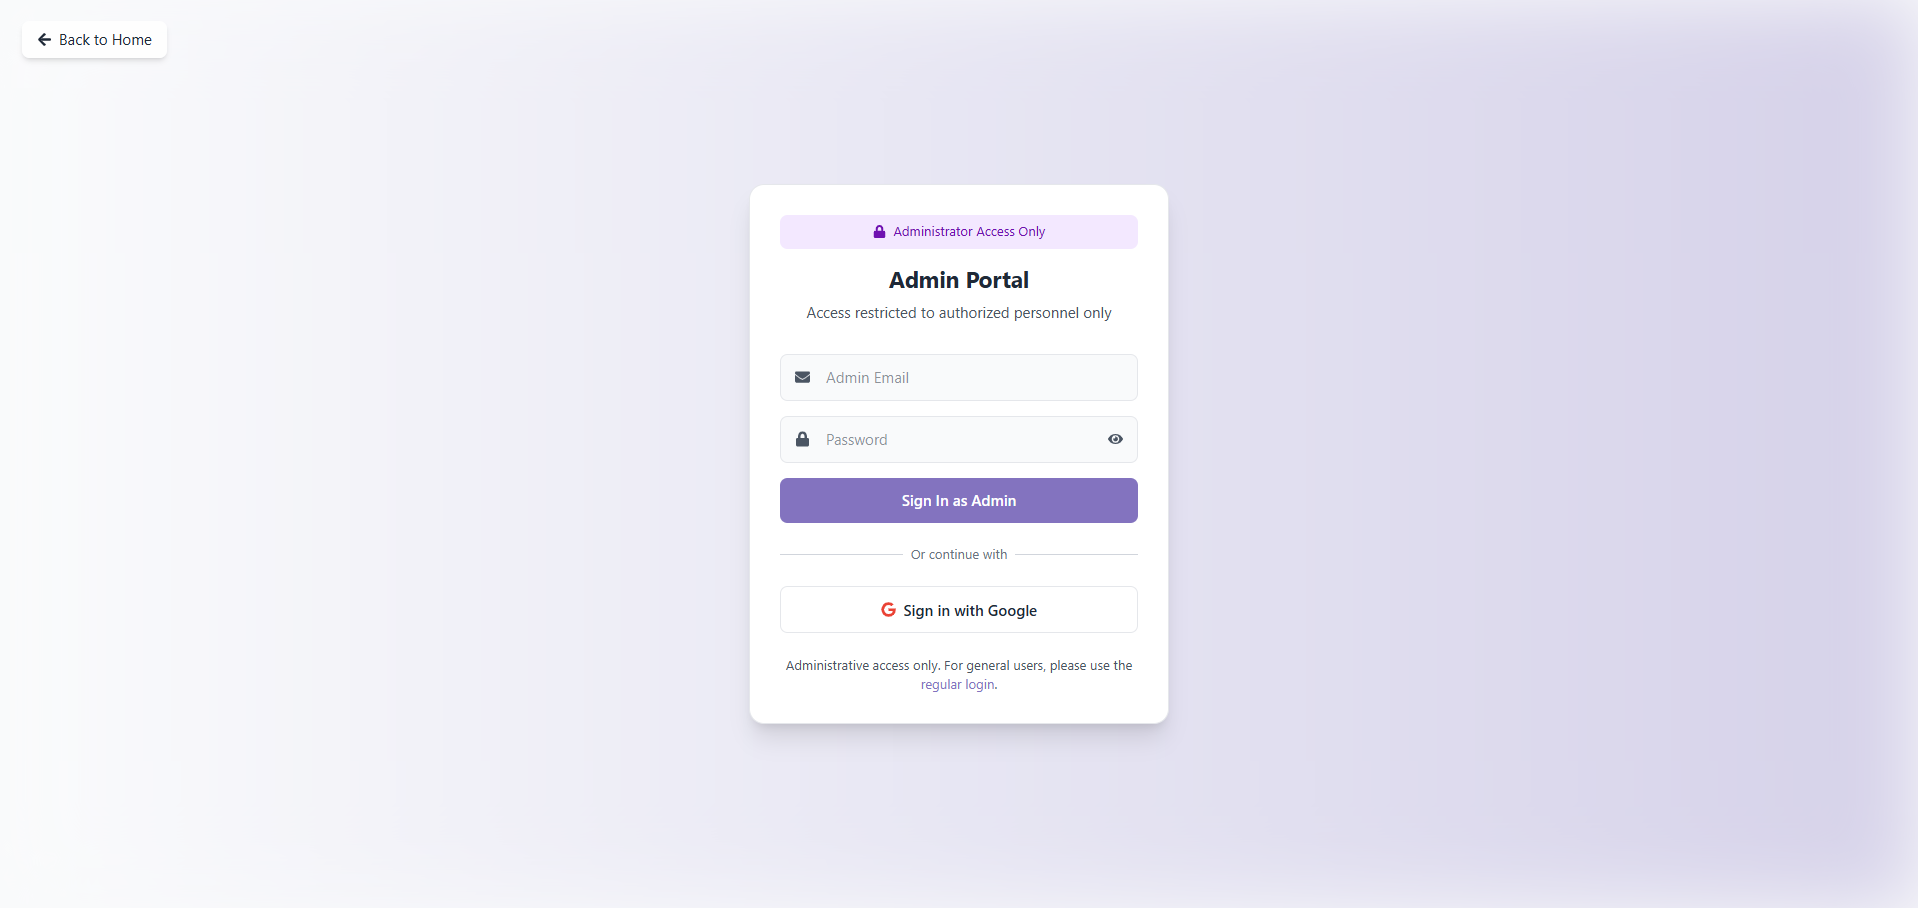 Back to Home
Administrator Access Only
Admin Portal
Access restricted to authorized personnel only
Admin Email
Password
Sign In as Admin
Or continue with
Sign in with Google
Administrative access only. For general users, please use the
regular login.